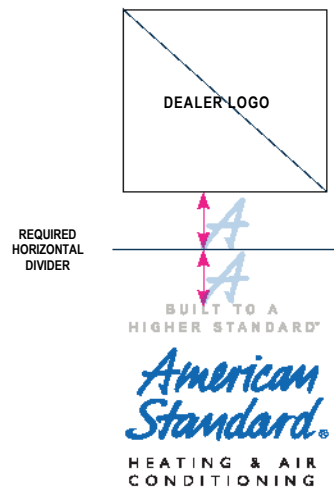 DEALER LOGO
A
REQUIRED
HORIZONTAL
DIVIDER
A
BUILT TO A
HIGHER STANDARD™
American
Standard®
HEATING & AIR
CONDITIONING